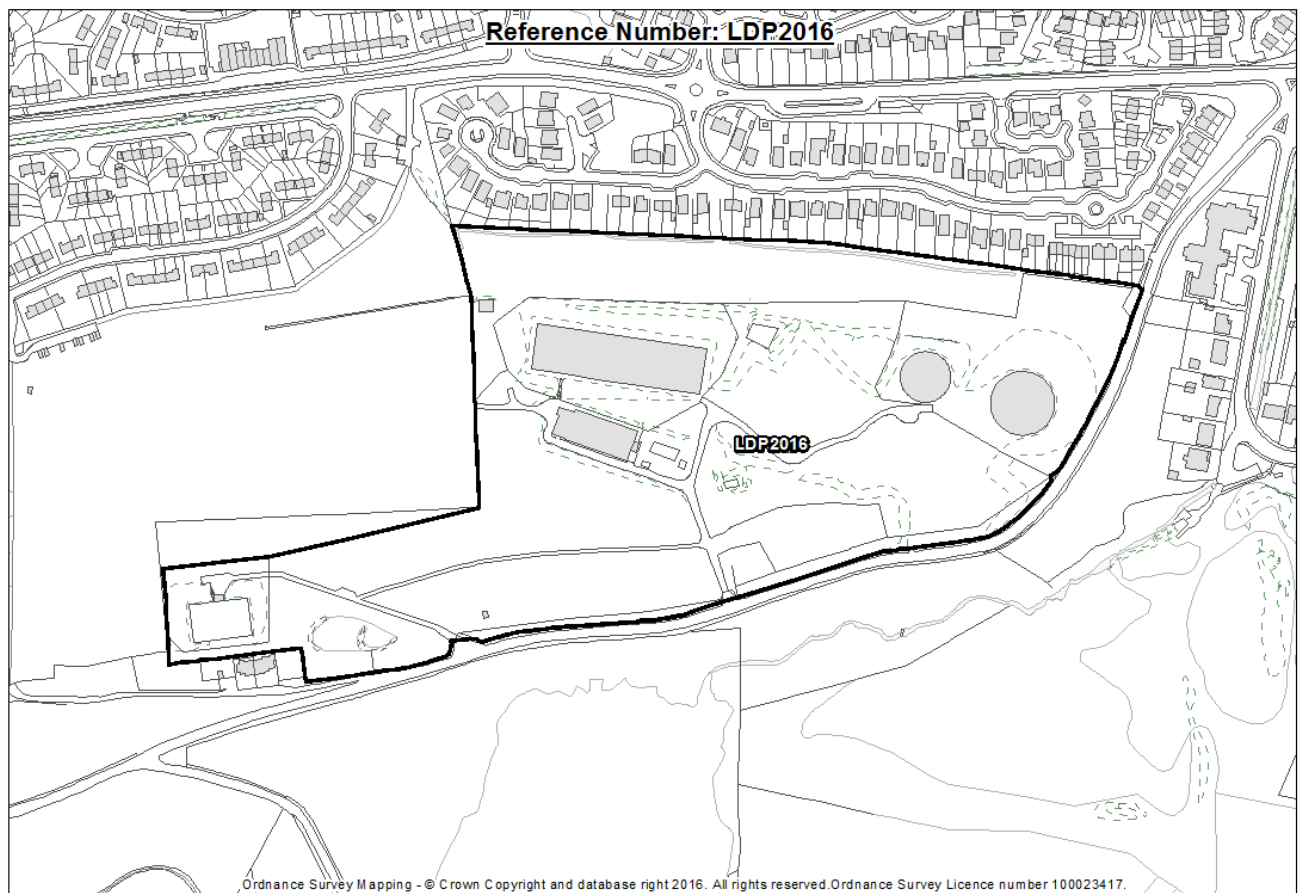 Reference Number: LDP2016
LDP2016
Ordnance Survey Mapping - © Crown Copyright and database right 2016. All rights reserved.Ordnance Survey Licence number 100023417.